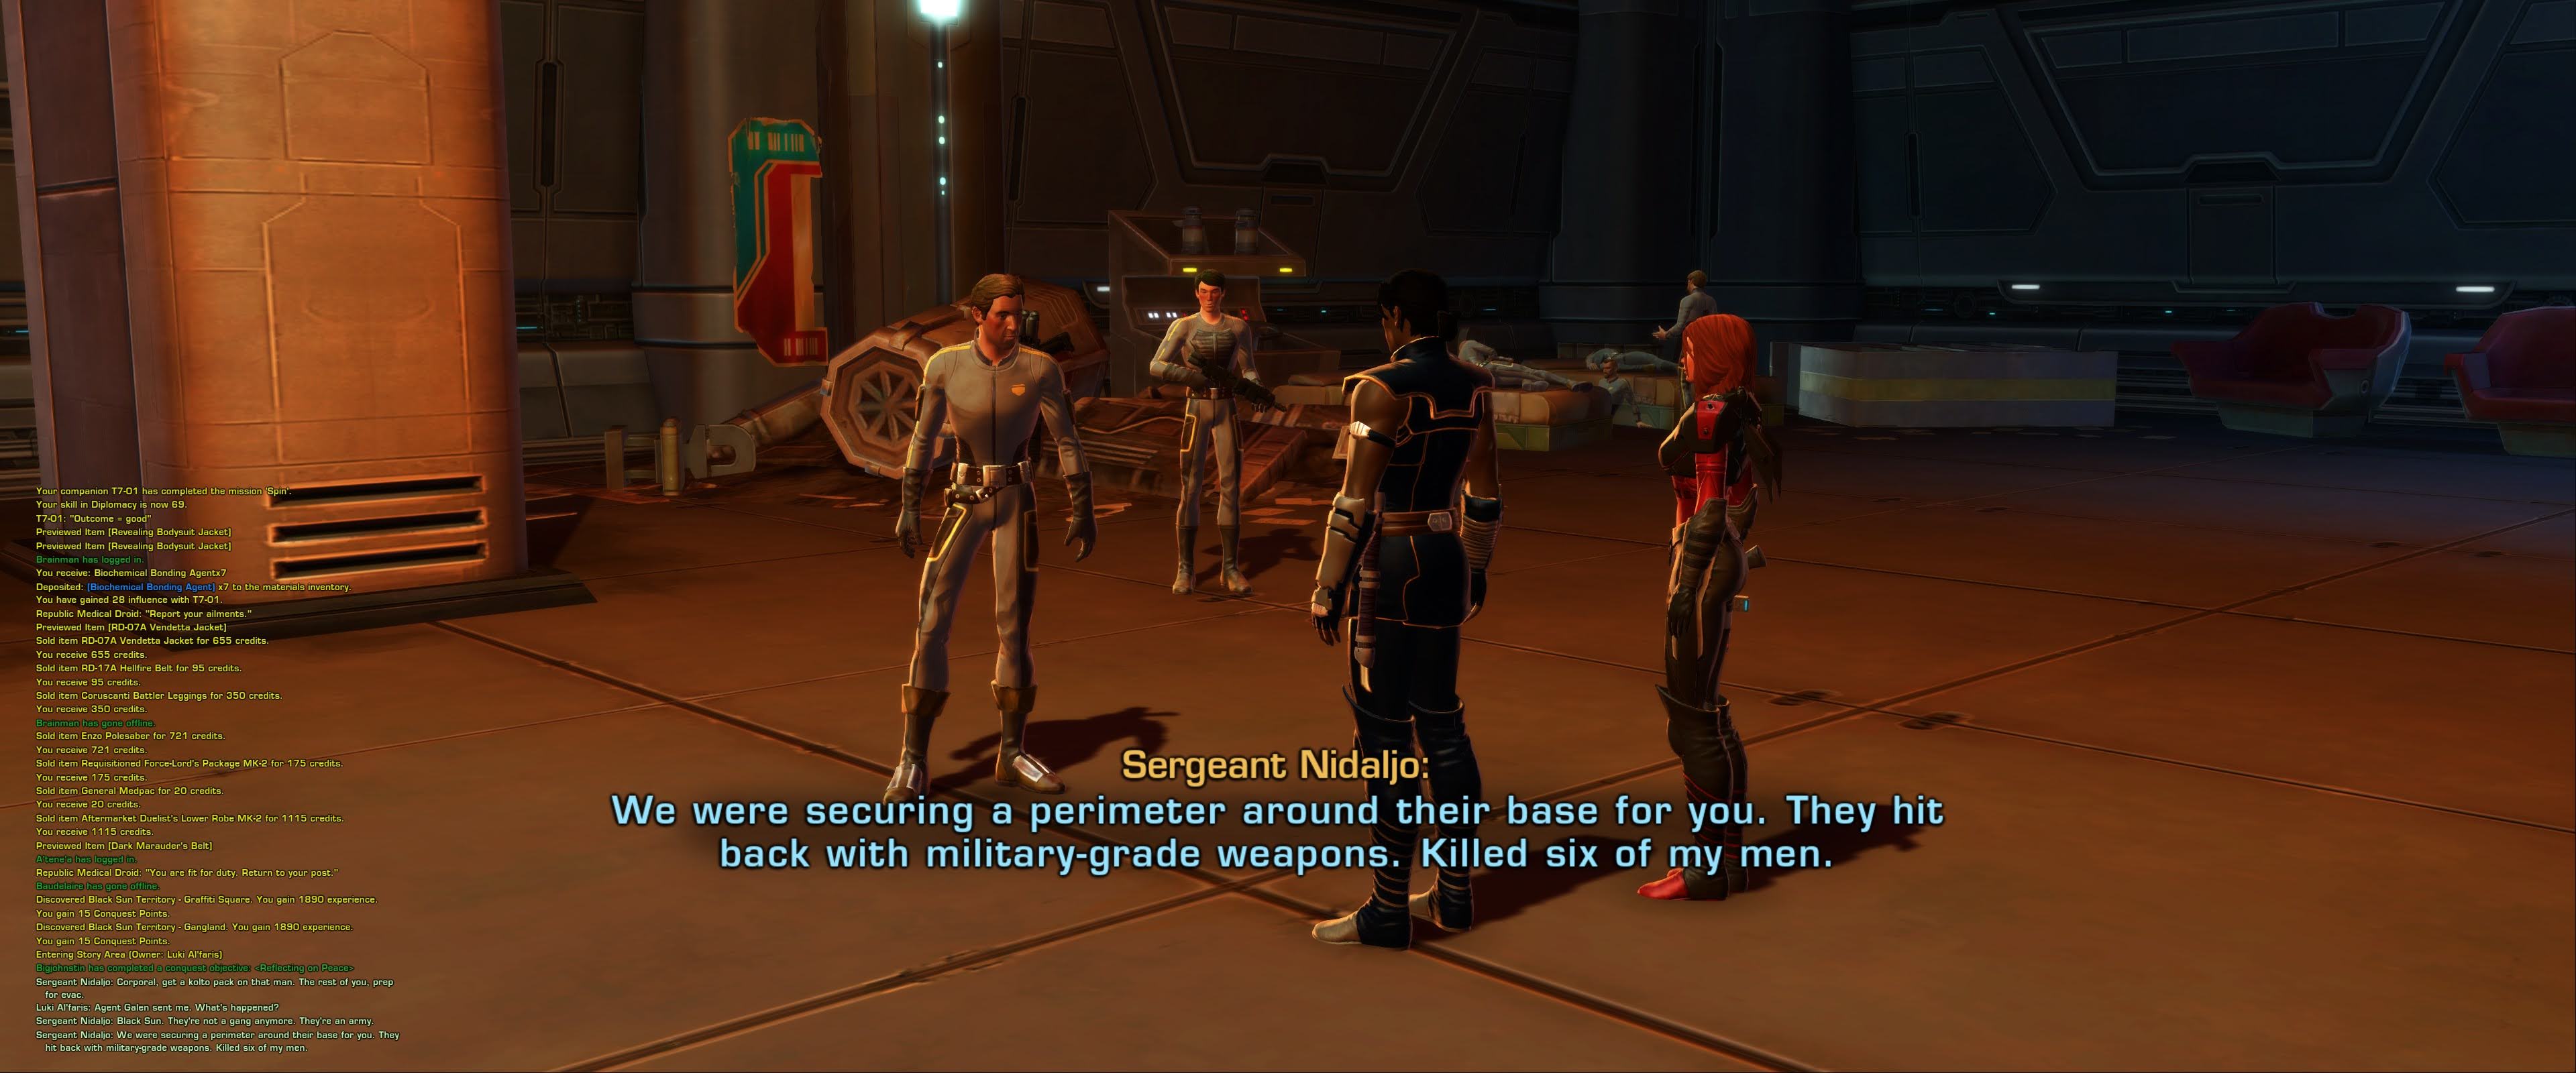 Your companion T7-01 has completed the mission 'Spin'.
Your skill in Diplomacy is now 69.
T7-01: "Outcome = good"
Previewed Item [Revealing Bodysuit Jacket]
Previewed Item [Revealing Bodysuit Jacket]
Brainman has logged in.
You receive: Biochemical Bonding Agentx7
Deposited: [Biochemical Bonding Agent] x7 to the materials inventory.
You have gained 28 influence with T7-01.
Republic Medical Droid: "Report your ailments."
Previewed Item [RD-07A Vendetta Jacket]
Sold item RD-07A Vendetta Jacket for 655 credits.
You receive 655 credits.
Sold item RD-17A Hellfire Belt for 95 credits.
You receive 95 credits.
Sold item Coruscanti Battler Leggings for 350 credits.
You receive 350 credits.
Brainman has gone offline.
Sold item Enzo Polesaber for 721 credits.
You receive 721 credits.
Sold item Requisitioned Force-Lord's Package MK-2 for 175 credits.
You receive 175 credits.
Sold item General Medpac for 20 credits.
You receive 20 credits.
Sold item Aftermarket Duelist's Lower Robe MK-2 for 1115 credits.
You receive 1115 credits.
Previewed Item [Dark Marauder's Belt]
A'tene'a has logged in.
Republic Medical Droid: "You are fit for duty. Return to your post."
Baudelaire has gone offline.
Discovered Black Sun Territory - Graffiti Square. You gain 1890 experience.
You gain 15 Conquest Points.
Discovered Black Sun Territory - Gangland. You gain 1890 experience.
You gain 15 Conquest Points.
Entering Story Area (Owner: Luki Al'faris)
Bigjohnstin has completed a conquest objective: <Reflecting on Peace>
Sergeant Nidaljo: Corporal, get a kolto pack on that man. The rest of you, prep
for evac.
Luki Al'faris: Agent Galen sent me. What's happened?
Sergeant Nidaljo: Black Sun. They're not a gang anymore. They're an army.
Sergeant Nidaljo: We were securing a perimeter around their base for you. They
hit back with military-grade weapons. Killed six of my men.
Sergeant Nidaljo:
We were securing a perimeter around their base for you. They hit
back with military-grade weapons. Killed six of my men.